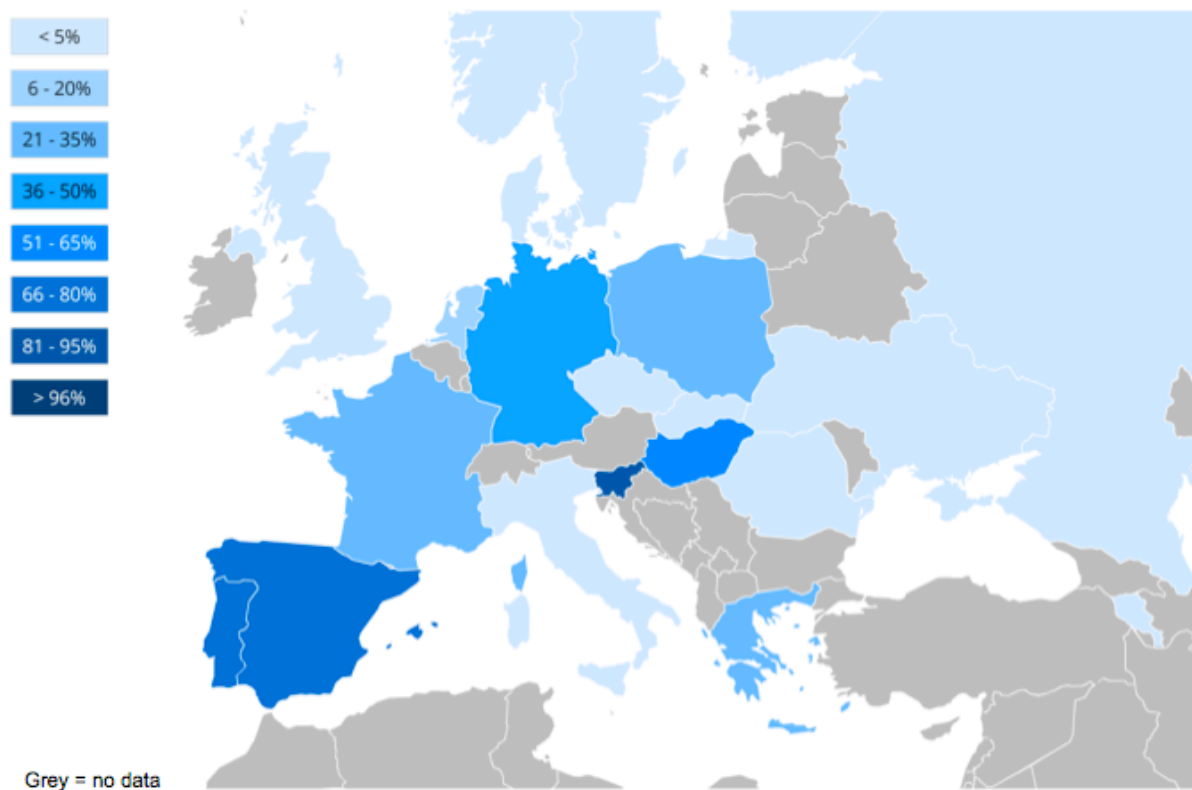 < 5%
6 - 20%
21 - 35%
36 - 50%
51 - 65%
66 - 80%
81 - 95%
> 96%
Grey = no data